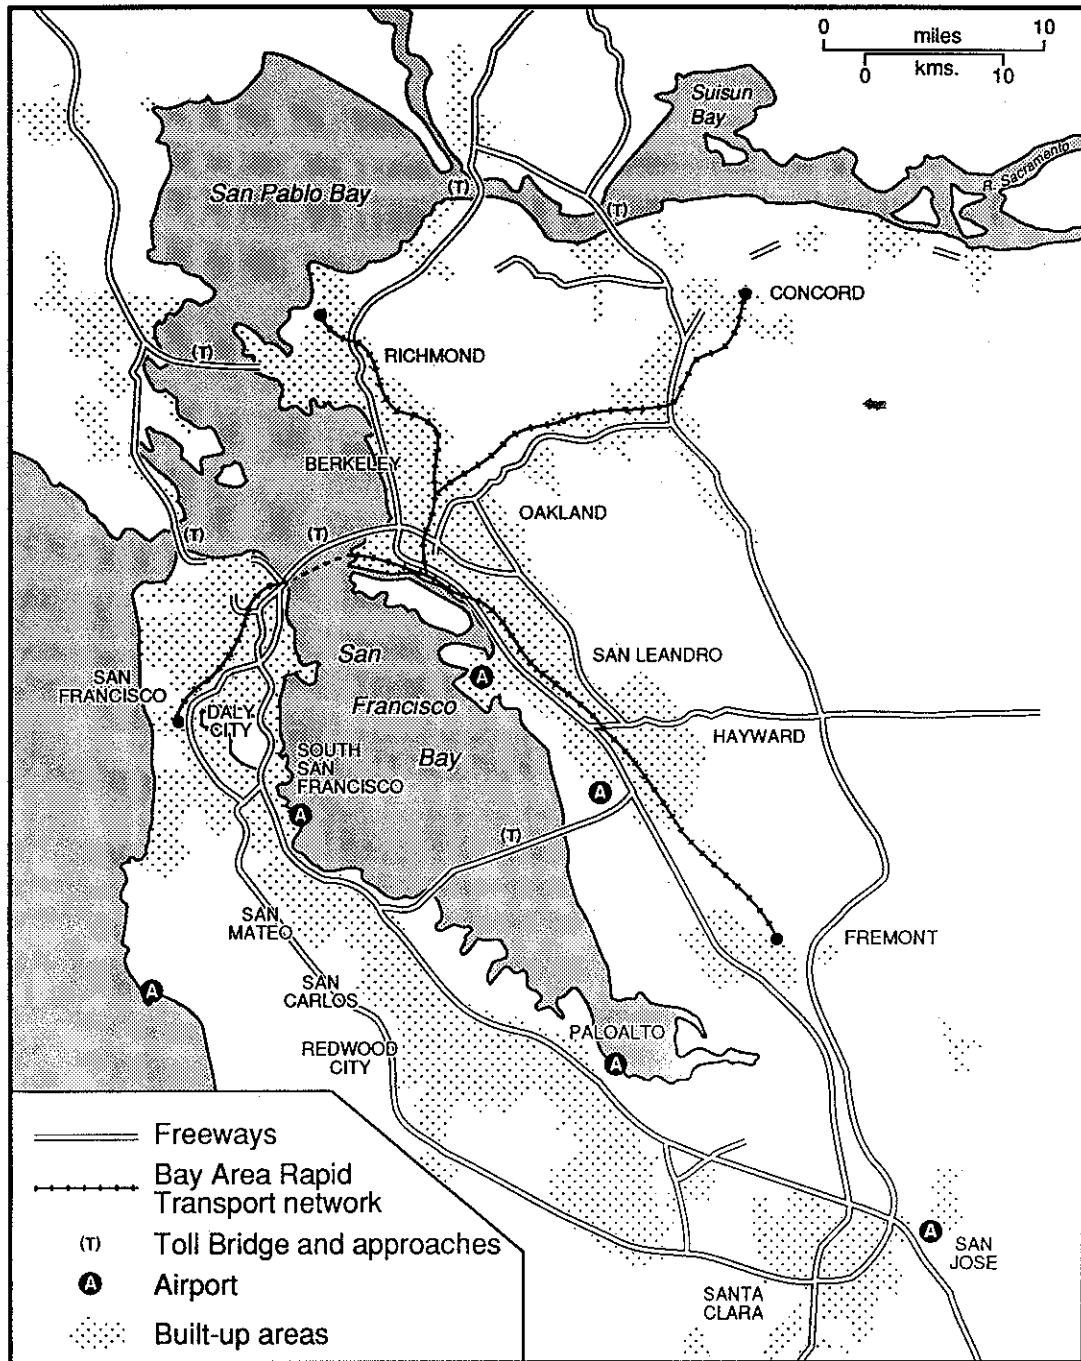 0 10
miles
kms.
0 10
Suisun
Bay
R. Sacramento
San Pablo Bay
(T)
(T)
CONCORD
(T)
RICHMOND
BERKELEY
OAKLAND
(T)
(T)
SAN LEANDRO
SAN
FRANCISCO
San
Francisco
Bay
A
DALY
CITY
HAYWARD
SOUTH
SAN
FRANCISCO
A
A
(T)
SAN
MATEO
FREMONT
A
SAN
CARLOS
REDWOOD
CITY
PALOALTO
A
A
SAN
JOSE
SANTA
CLARA
Freeways
Bay Area Rapid
Transport network
(T) Toll Bridge and approaches
A Airport
Built-up areas